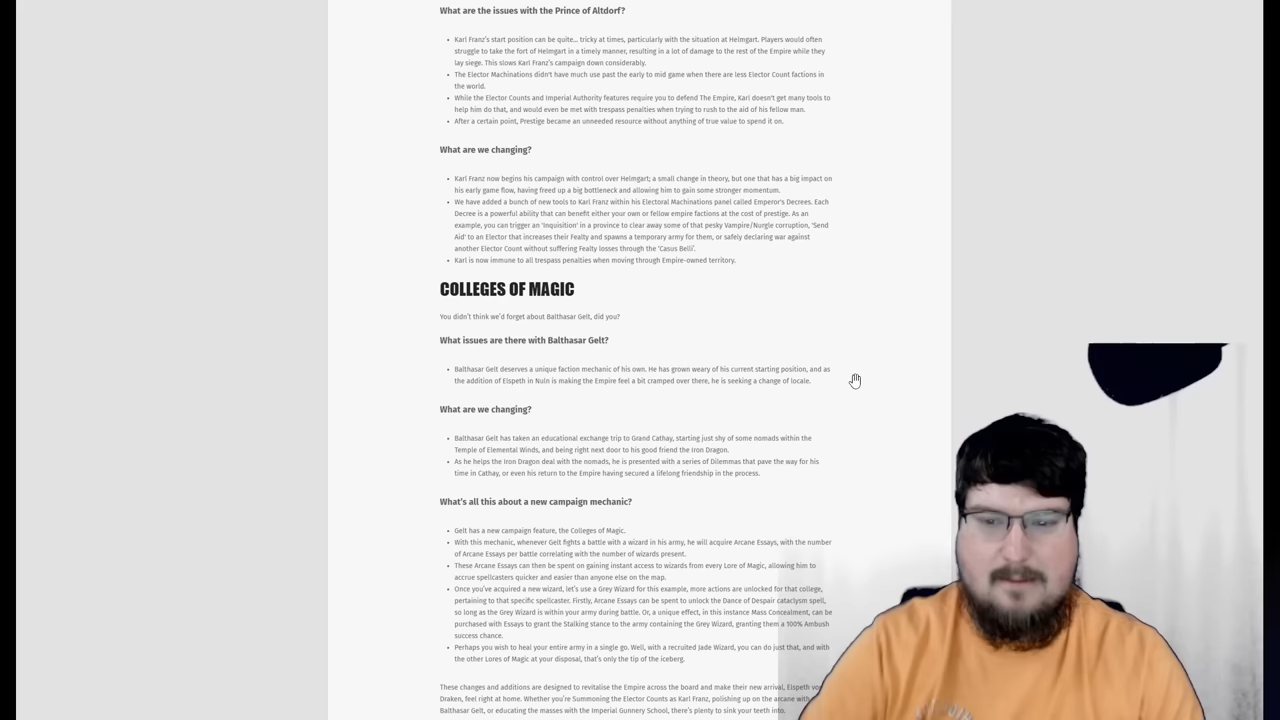 What are the issues with the Prince of Altdorf?
• Karl Franz's start position can be quite... tricky at times, particularly with the situation at Helmgart. Players would often
struggle to take the fort of Helmgart in a timely manner, resulting in a lot of damage to the rest of the Empire while they
lay siege. This slows Karl Franz's campaign down considerably.
• The Elector Machinations didn't have much use past the early to mid game when there are less Elector Count factions in
the world.
• While the Elector Counts and Imperial Authority features require you to defend The Empire, Karl doesn't get many tools to
help him do that, and would even be met with trespass penalties when trying to rush to the aid of his fellow man.
• After a certain point, Prestige became an unneeded resource without anything of true value to spend it on.
What are we changing?
• Karl Franz now begins his campaign with control over Helmgart; a small change in theory, but one that has a big impact on
his early game flow, having freed up a big bottleneck and allowing him to gain some stronger momentum.
• We have added a bunch of new tools to Karl Franz within his Electoral Machinations panel called Emperor's Decrees. Each
Decree is a powerful ability that can benefit either your own or fellow empire factions at the cost of prestige. As an
example, you can trigger an 'Inquisition' in a province to clear away some of that pesky Vampire/Nurgle corruption, 'Send
Aid' to an Elector that increases their Fealty and spawns a temporary army for them, or safely declaring war against
another Elector Count without suffering Fealty losses through the 'Casus Belli'.
• Karl is now immune to all trespass penalties when moving through Empire-owned territory.
COLLEGES OF MAGIC
You didn't think we'd forget about Balthasar Gelt, did you?
What issues are there with Balthasar Gelt?
• Balthasar Gelt deserves a unique faction mechanic of his own. He has grown weary of his current starting position, and as
the addition of Elspeth in Nuln is making the Empire feel a bit cramped over there, he is seeking a change of locale.
What are we changing?
• Balthasar Gelt has taken an educational exchange trip to Grand Cathay, starting just shy of some nomads within the
Temple of Elemental Winds, and being right next door to his good friend the Iron Dragon.
• As he helps the Iron Dragon deal with the nomads, he is presented with a series of Dilemmas that pave the way for his
time in Cathay, or even his return to the Empire having secured a lifelong friendship in the process.
What's all this about a new campaign mechanic?
• Gelt has a new campaign feature, the Colleges of Magic.
• With this mechanic, whenever Gelt fights a battle with a wizard in his army, he will acquire Arcane Essays, with the number
of Arcane Essays per battle correlating with the number of wizards present.
• These Arcane Essays can then be spent on gaining instant access to wizards from every Lore of Magic, allowing him to
accrue spellcasters quicker and easier than anyone else on the map.
• Once you've acquired a new wizard, let's use a Grey Wizard for this example, more actions are unlocked for that college,
pertaining to that specific spellcaster. Firstly, Arcane Essays can be spent to unlock the Dance of Despair cataclysm spell,
so long as the Grey Wizard is within your army during battle. Or, a unique effect, in this instance Mass Concealment, can be
purchased with Essays to grant the Stalking stance to the army containing the Grey Wizard, granting them a 100% Ambush
success chance.
• Perhaps you wish to heal your entire army in a single go. Well, with a recruited Jade Wizard, you can do just that, and with
the other Lores of Magic at your disposal, that's only the tip of the iceberg.
These changes and additions are designed to revitalise the Empire across the board and make their new arrival, Elspeth
Draken, feel right at home. Whether you're Summoning the Elector Counts as Karl Franz, polishing up on the arcane with
Balthasar Gelt, or educating the masses with the Imperial Gunnery School, there's plenty to sink your teeth into.